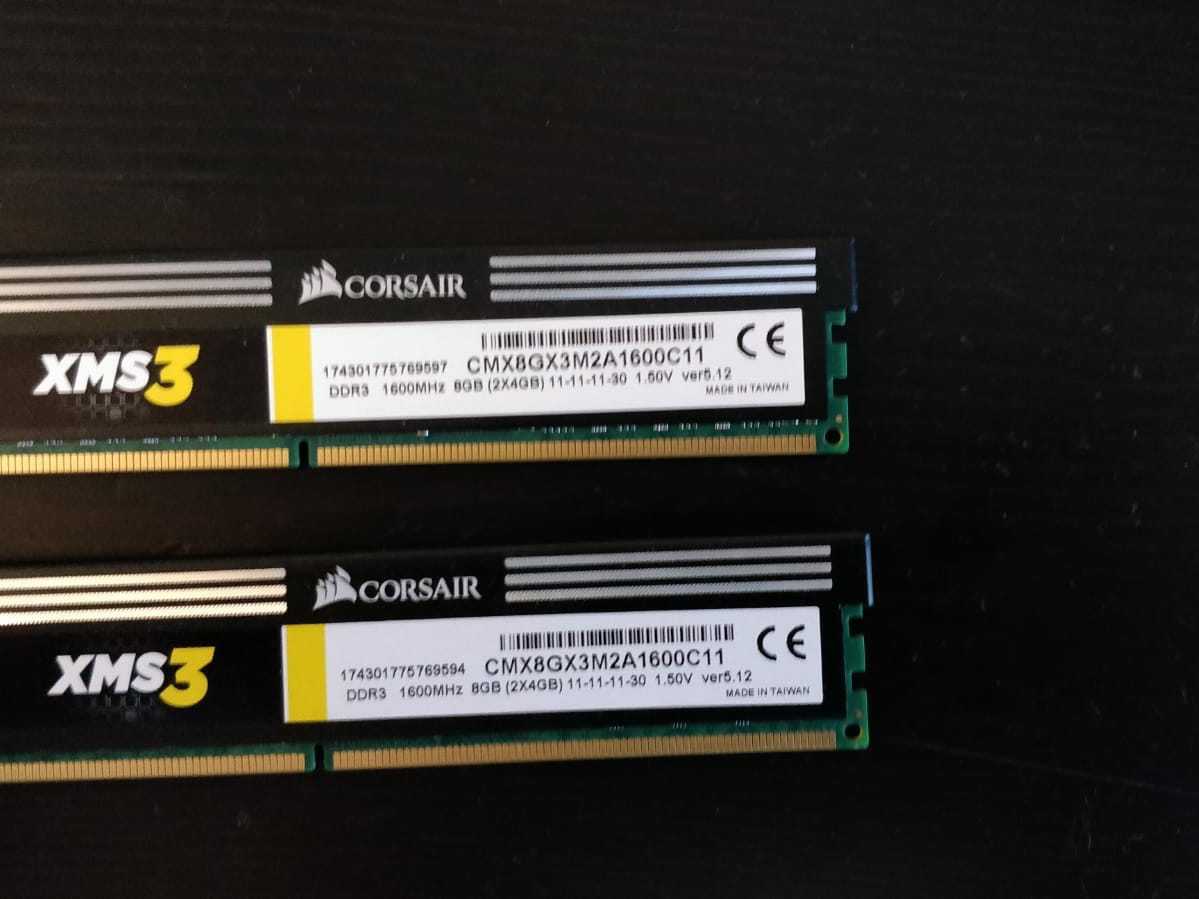 CORSAIR
XMS3
CE
174301775769597 CMX8GX3M2A1600C11
DDR3 1600MHz 8GB (2X4GB) 11-11-11-30 1.50V ver5.12
MADE IN TAIWAN
CORSAIR
XMS3
CE
174301775769594 CMX8GX3M2A1600C11
DDR3 1600MHz 8GB (2X4GB) 11-11-11-30 1.50V ver5.12
MADE IN TAIWAN